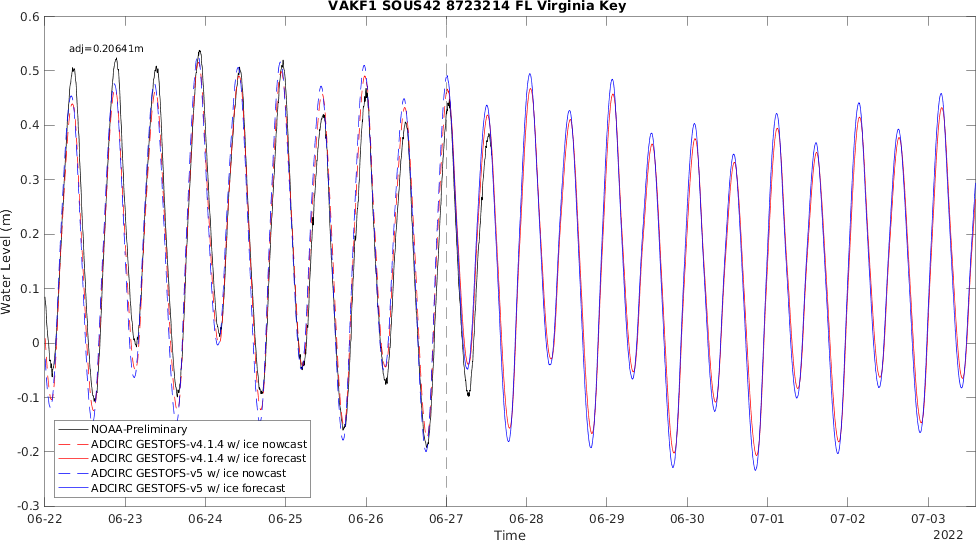 VAKF1 SOUS42 8723214 FL Virginia Key
0.6
adj=0.20641m
0.5
0.4
0.3
0.2
0.1
0
-0.1
-0.2
-0.3
Water Level (m)
NOAA-Preliminary
ADCIRC GESTOFS-v4.1.4 w/ ice nowcast
ADCIRC GESTOFS-v4.1.4 w/ ice forecast
ADCIRC GESTOFS-v5 w/ ice nowcast
ADCIRC GESTOFS-v5 w/ ice forecast
06-22 06-23 06-24 06-25 06-26 06-27 06-28 06-29 06-30 07-01 07-02 07-03
Time
2022